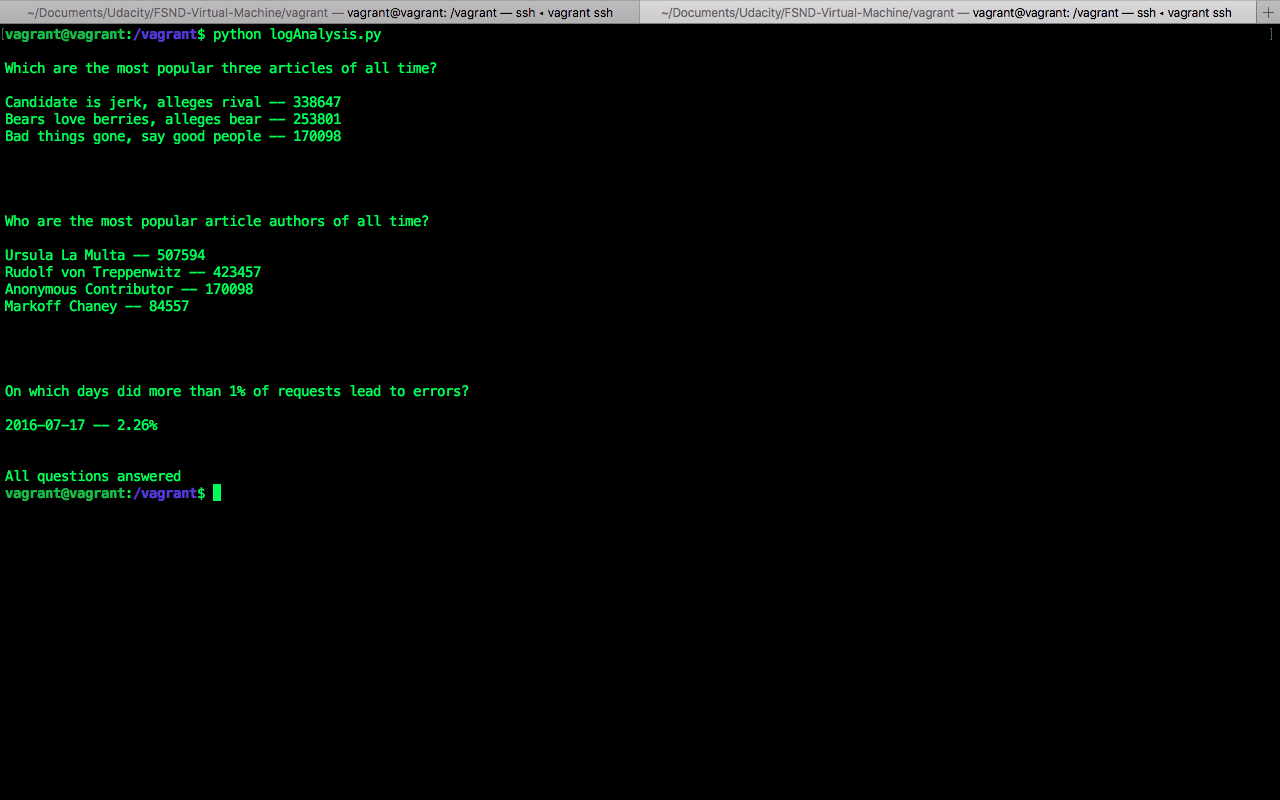 ~/Documents/Udacity/FSND-Virtual-Machine/vagrant — vagrant@vagrant: /vagrant — ssh ◂ vagrant ssh
~/Documents/Udacity/FSND-Virtual-Machine/vagrant — vagrant@vagrant: /vagrant — ssh ◂ vagrant ssh +
[vagrant@vagrant:/vagrant$ python logAnalysis.py ]
Which are the most popular three articles of all time?
Candidate is jerk, alleges rival —— 338647
Bears love berries, alleges bear —— 253801
Bad things gone, say good people —— 170098
Who are the most popular article authors of all time?
Ursula La Multa —— 507594
Rudolf von Treppenwitz —— 423457
Anonymous Contributor —— 170098
Markoff Chaney —— 84557
On which days did more than 1% of requests lead to errors?
2016-07-17 —— 2.26%
All questions answered
vagrant@vagrant:/vagrant$